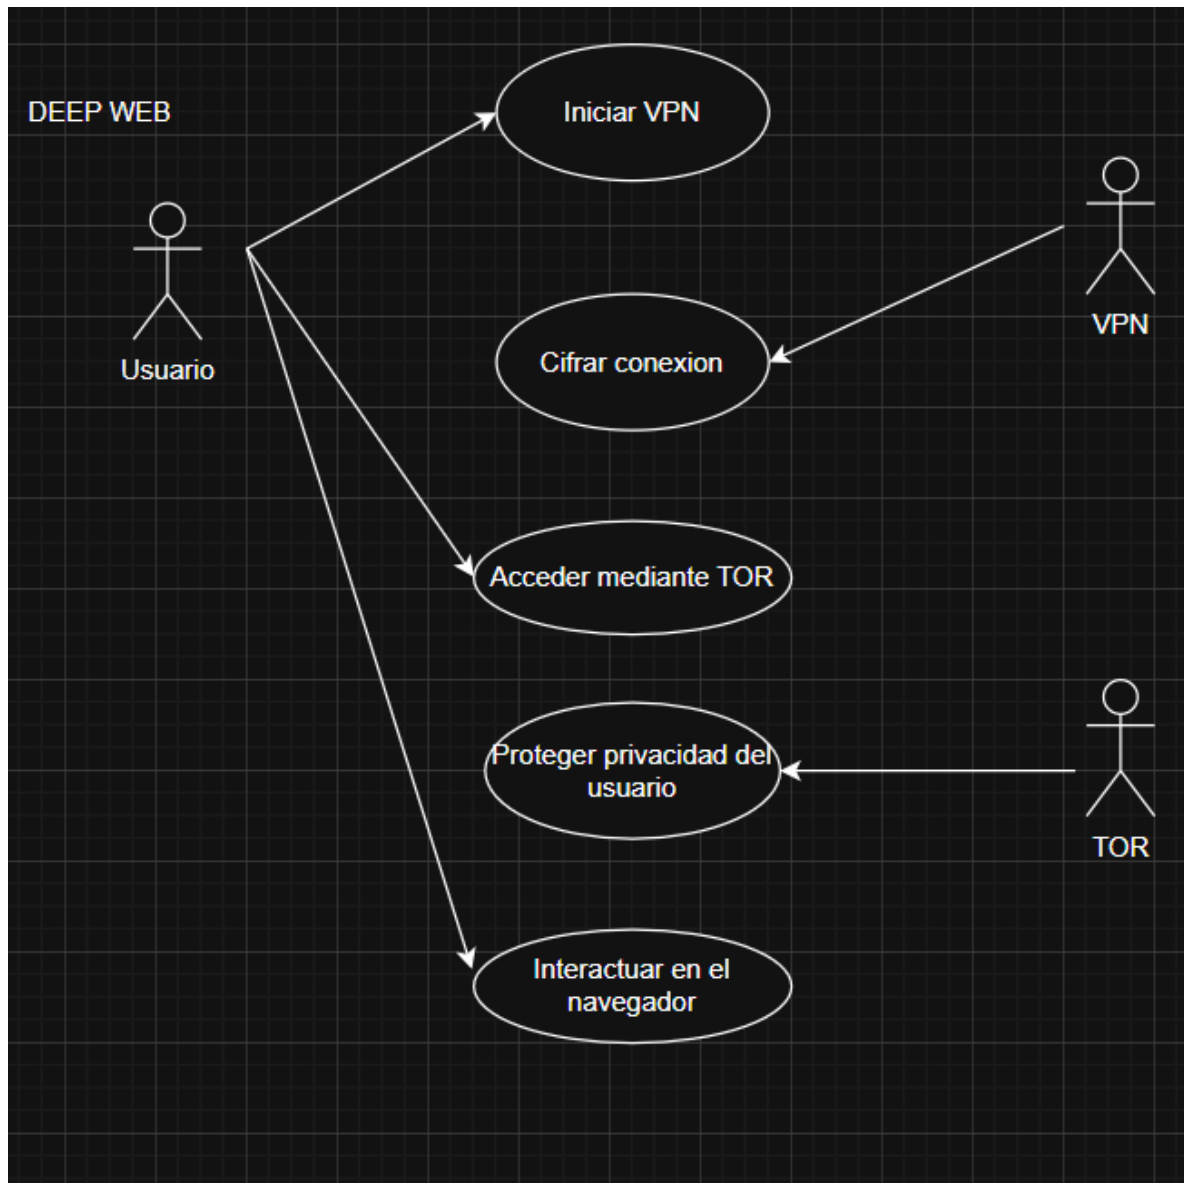 DEEP WEB
Iniciar VPN
Usuario
VPN
Cifrar conexion
Acceder mediante TOR
Proteger privacidad del
usuario
TOR
Interactuar en el
navegador